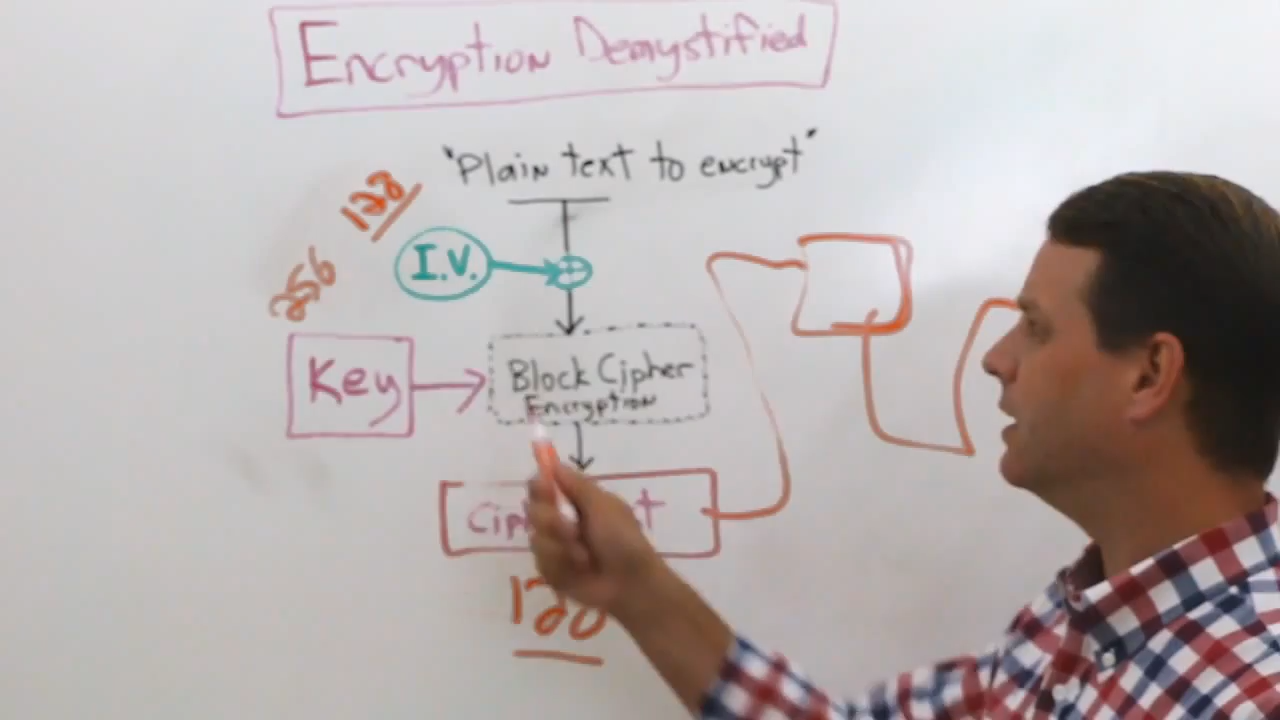 Encryption Demystified
"Plain text to encrypt"
128
I.V.
256
Key
Block Cipher
Encryption
128